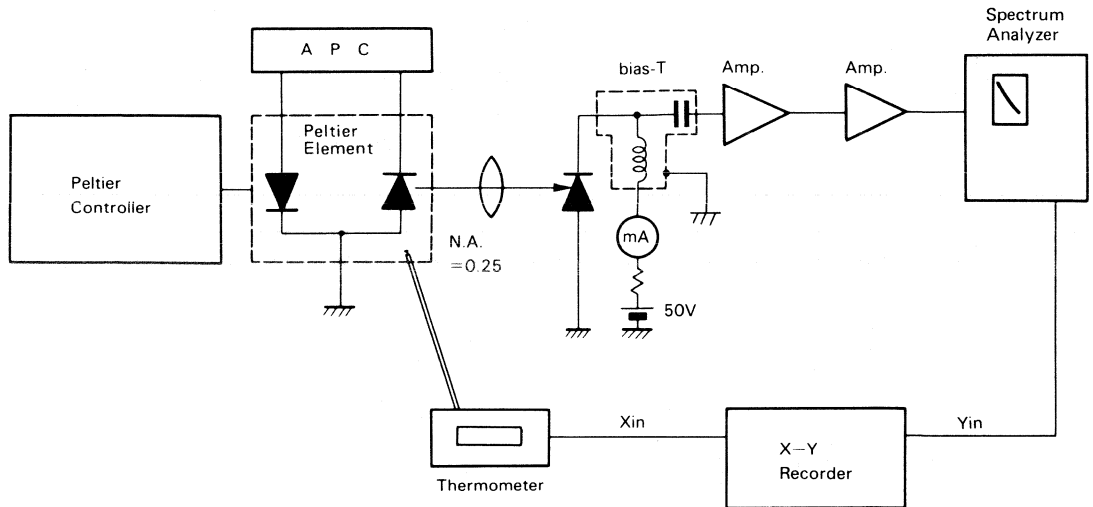 Spectrum
Analyzer
A P C
bias-T
Amp.
Amp.
Peltier
Element
Peltier
Controller
N.A.
=0.25
mA
50V
Xin
Yin
X-Y
Recorder
Thermometer